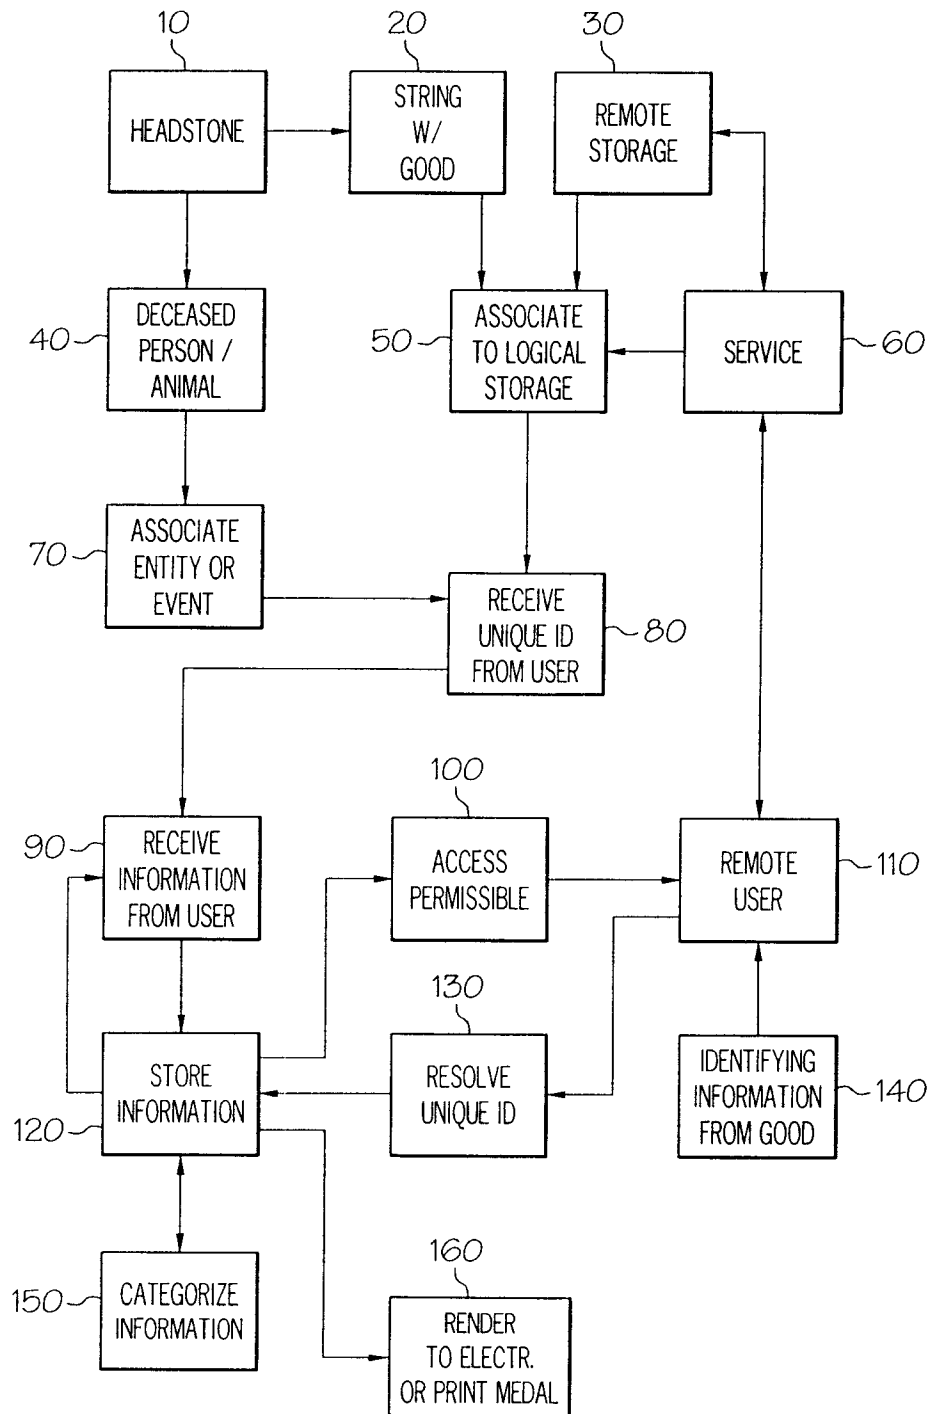 10
20
30
HEADSTONE
STRING
W/
GOOD
REMOTE
STORAGE
40
DECEASED
PERSON /
ANIMAL
50
ASSOCIATE
TO LOGICAL
STORAGE
SERVICE
60
70
ASSOCIATE
ENTITY OR
EVENT
RECEIVE
UNIQUE ID
FROM USER
80
90
RECEIVE
INFORMATION
FROM USER
100
ACCESS
PERMISSIBLE
REMOTE
USER
110
120
STORE
INFORMATION
130
RESOLVE
UNIQUE ID
IDENTIFYING
INFORMATION
FROM GOOD
140
150
CATEGORIZE
INFORMATION
160
RENDER
TO ELECTR.
OR PRINT MEDAL